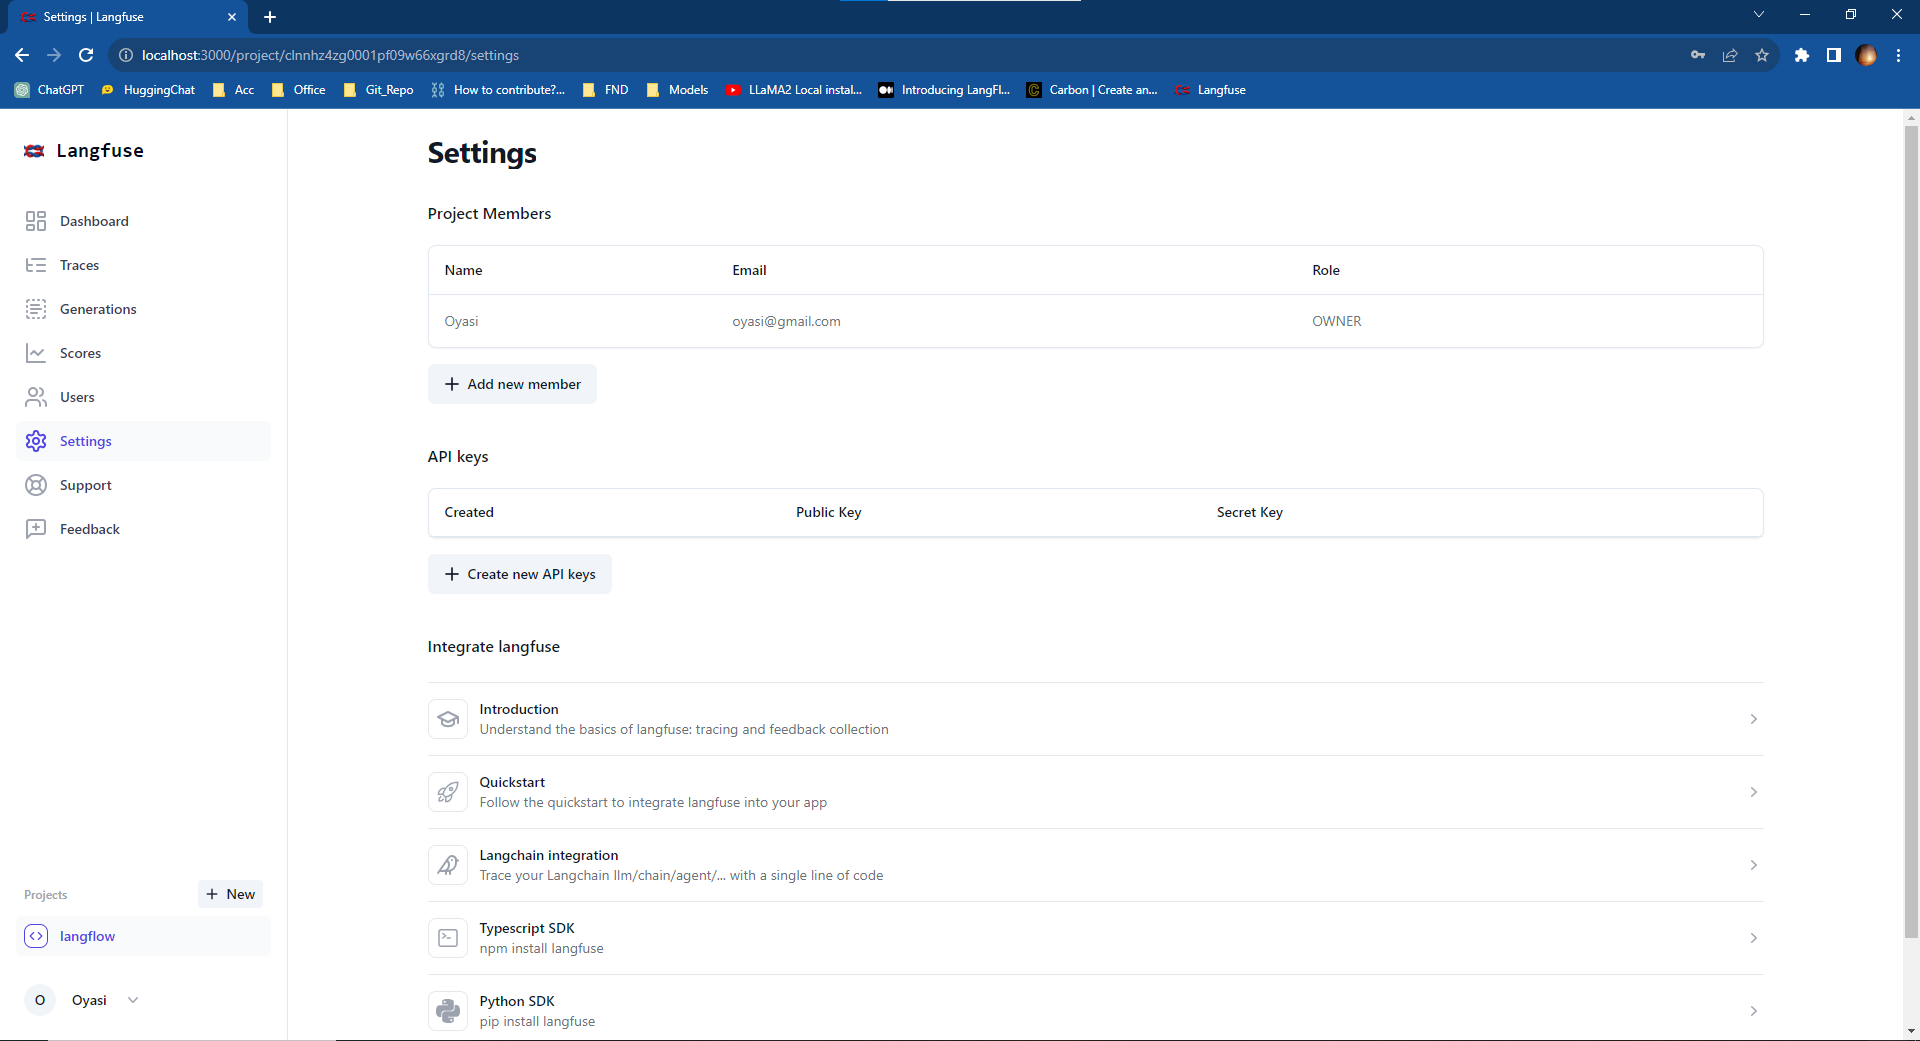 Settings | Langfuse
localhost:3000/project/clnnhz4zg0001pf09w66xgrd8/settings
ChatGPT HuggingChat Acc Office Git_Repo How to contribute?... FND Models LLaMA2 Local instal... Introducing LangFl... Carbon | Create an... Langfuse
Langfuse
Dashboard
Traces
Generations
Scores
Users
Settings
Support
Feedback
Projects + New
langflow
O Oyasi
Settings
Project Members
Name Email Role
Oyasi oyasi@gmail.com OWNER
+ Add new member
API keys
Created Public Key Secret Key
+ Create new API keys
Integrate langfuse
Introduction
Understand the basics of langfuse: tracing and feedback collection
Quickstart
Follow the quickstart to integrate langfuse into your app
Langchain integration
Trace your Langchain llm/chain/agent/... with a single line of code
Typescript SDK
npm install langfuse
Python SDK
pip install langfuse